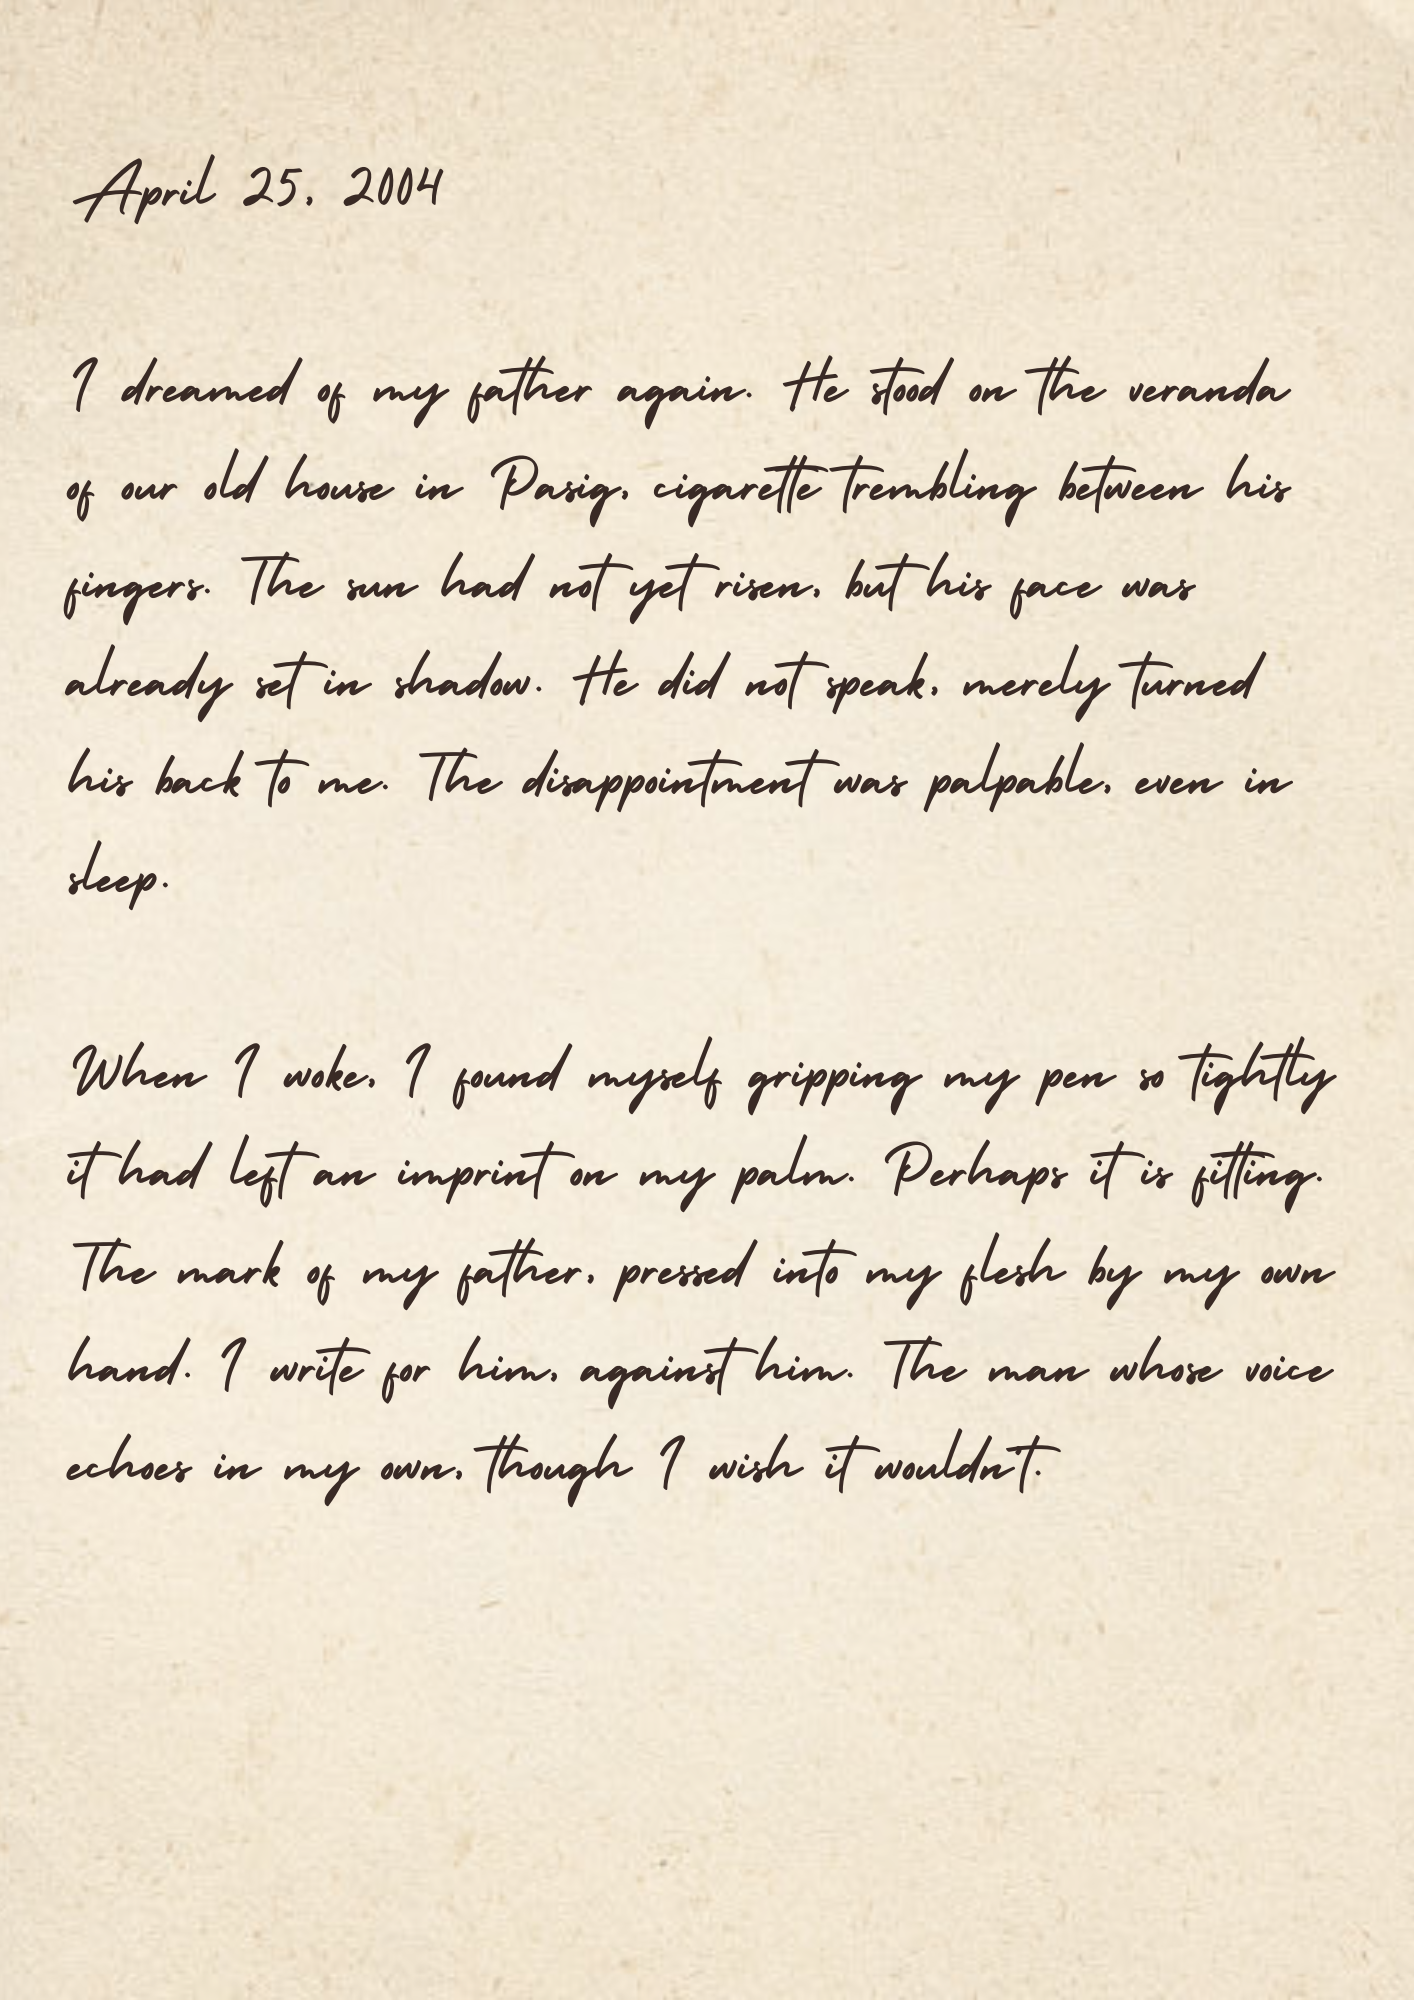 April 25, 2004
I dreamed of my father again. He stood on the veranda
of our old house in Pasig, cigarette trembling between his
fingers. The sun had not yet risen, but his face was
already set in shadow. He did not speak, merely turned
his back to me. The disappointment was palpable, even in
sleep.
When I woke, I found myself gripping my pen so tightly
it had left an imprint on my palm. Perhaps it is fitting.
The mark of my father, pressed into my flesh by my own
hand. I write for him, against him. The man whose voice
echoes in my own, though I wish it wouldn't.